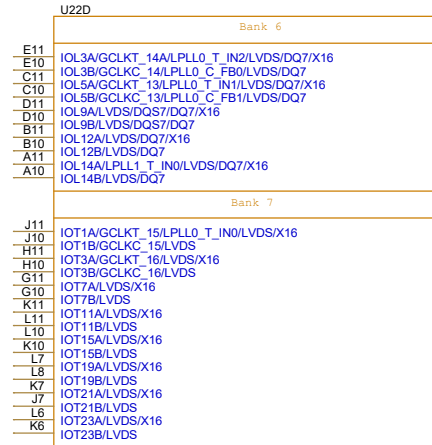 U22D
Bank 6
E11 IOL3A/GCLKT_14A/LPLL0_T_IN2/LVDS/DQ7/X16
E10 IOL3B/GCLKC_14/LPLL0_C_FB0/LVDS/DQ7
C11 IOL5A/GCLKT_13/LPLL0_T_IN1/LVDS/DQ7/X16
C10 IOL5B/GCLKC_13/LPLL0_C_FB1/LVDS/DQ7
D11 IOL9A/LVDS/DQS7/DQ7/X16
D10 IOL9B/LVDS/DQS7/DQ7
B11 IOL12A/LVDS/DQ7/X16
B10 IOL12B/LVDS/DQ7
A11 IOL14A/LPLL1_T_IN0/LVDS/DQ7/X16
A10 IOL14B/LVDS/DQ7
Bank 7
J11 IOT1A/GCLKT_15/LPLL0_T_IN0/LVDS/X16
J10 IOT1B/GCLKC_15/LVDS
H11 IOT3A/GCLKT_16/LVDS/X16
H10 IOT3B/GCLKC_16/LVDS
G11 IOT7A/LVDS/X16
G10 IOT7B/LVDS
K11 IOT11A/LVDS/X16
L11 IOT11B/LVDS
L10 IOT15A/LVDS/X16
K10 IOT15B/LVDS
L7 IOT19A/LVDS/X16
L8 IOT19B/LVDS
K7 IOT21A/LVDS/X16
J7 IOT21B/LVDS
L6 IOT23A/LVDS/X16
K6 IOT23B/LVDS